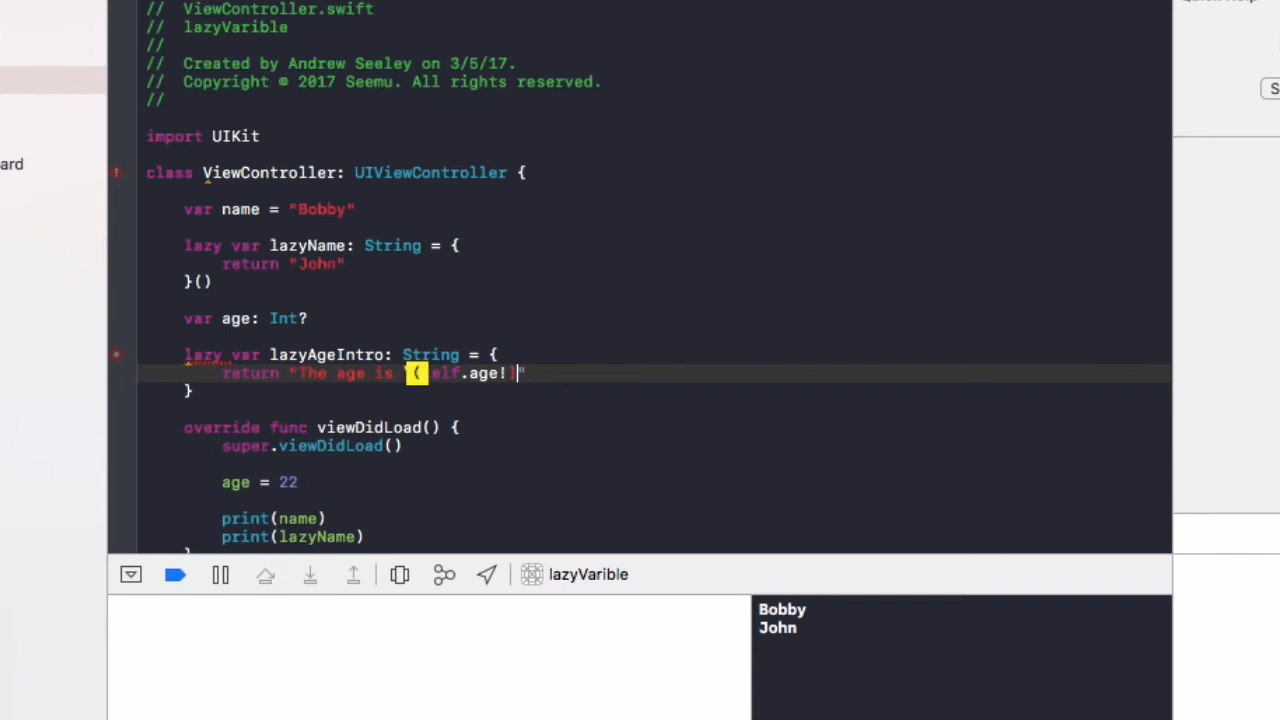 //  ViewController.swift
//  lazyVarible
//
//  Created by Andrew Seeley on 3/5/17.
//  Copyright © 2017 Seemu. All rights reserved.
//
import UIKit
ard
class ViewController: UIViewController {
var name = "Bobby"
lazy var lazyName: String = {
return "John"
}()
var age: Int?
lazy var lazyAgeIntro: String = {
return "The age is \(self.age!)"
}
override func viewDidLoad() {
super.viewDidLoad()
age = 22
print(name)
print(lazyName)
lazyVarible
Bobby
John